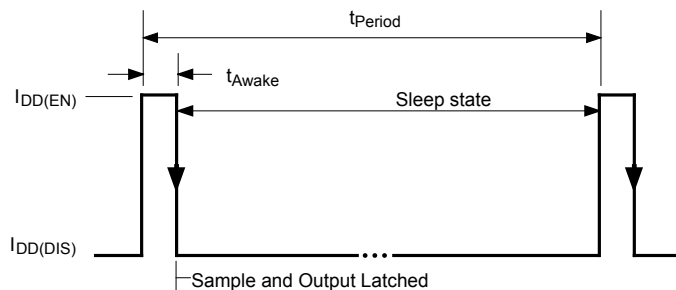 tPeriod
tAwake
IDD(EN)
Sleep state
IDD(DIS)
Sample and Output Latched